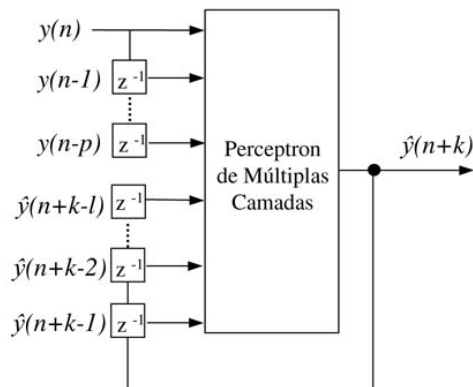 y(n)
y(n-1)
z -1
y(n-p)
z -1
ŷ(n+k-l)
z -1
ŷ(n+k-2)
z -1
ŷ(n+k-1)
z -1
Perceptron
de Múltiplas
Camadas
ŷ(n+k)